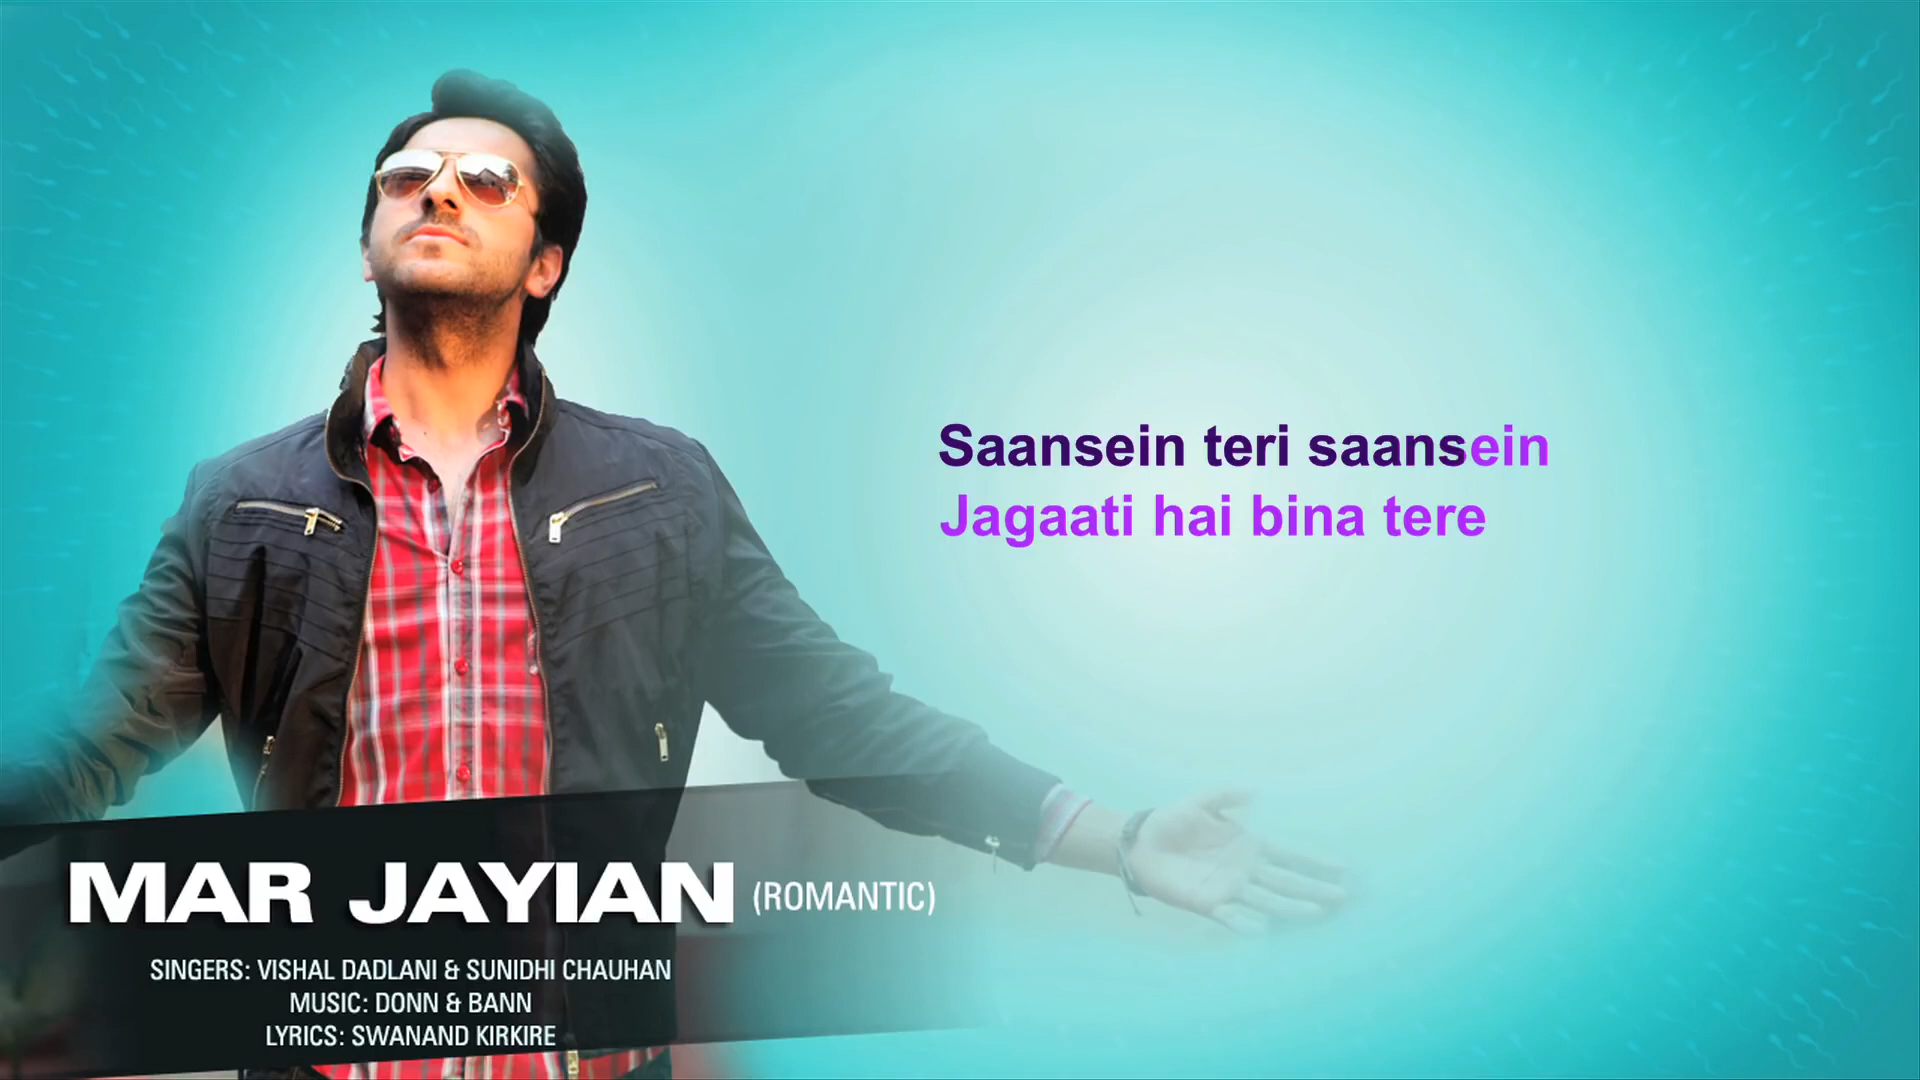 Saansein teri saansein
Jagaati hai bina tere
MAR JAYIAN (ROMANTIC)
SINGERS: VISHAL DADLANI & SUNIDHI CHAUHAN
MUSIC: DONN & BANN
LYRICS: SWANAND KIRKIRE